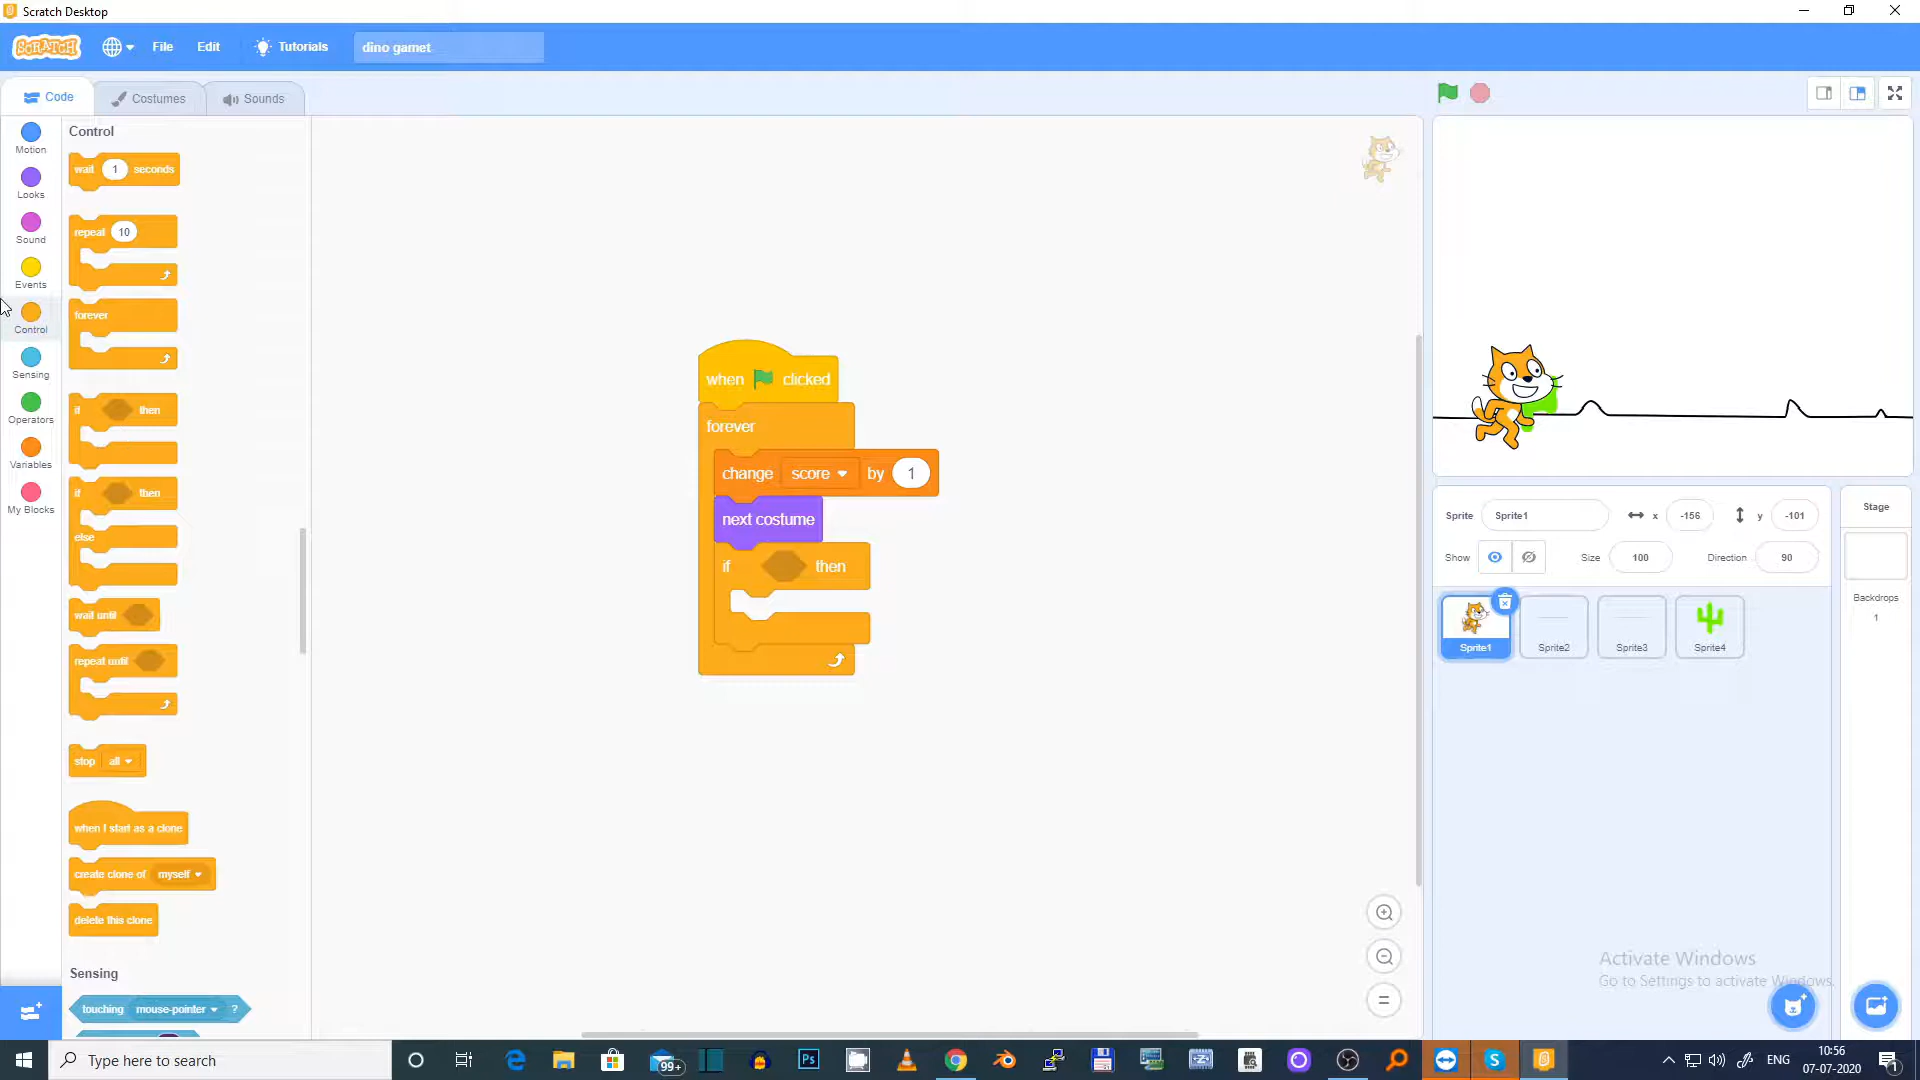 Scratch Desktop
SCRATCH
File
Edit
Tutorials
dino gamet
Code
Costumes
Sounds
Motion
Looks
Sound
Events
Control
Sensing
Operators
Variables
My Blocks
Control
wait 1 seconds
repeat 10
forever
if then
if then
else
wait until
repeat until
stop all
when I start as a clone
create clone of myself
delete this clone
Sensing
touching mouse-pointer ?
when clicked
forever
change score by 1
next costume
if then
Sprite Sprite1 x -156 y -101
Show Size 100 Direction 90
Sprite1
Sprite2
Sprite3
Sprite4
Stage
Backdrops
1
Activate Windows
Go to Settings to activate Windows.
Type here to search
99+
Ps
ENG
10:56
07-07-2020
1